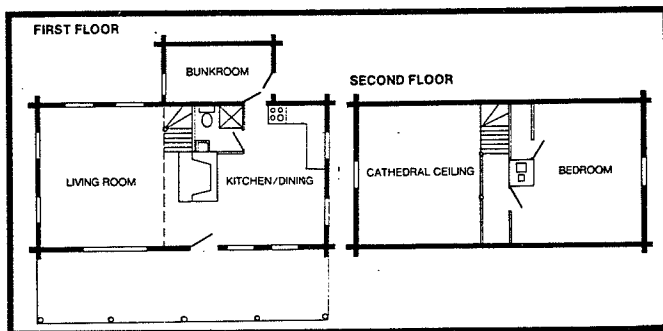 FIRST FLOOR
BUNKROOM
LIVING ROOM
KITCHEN/DINING
SECOND FLOOR
CATHEDRAL CEILING
BEDROOM